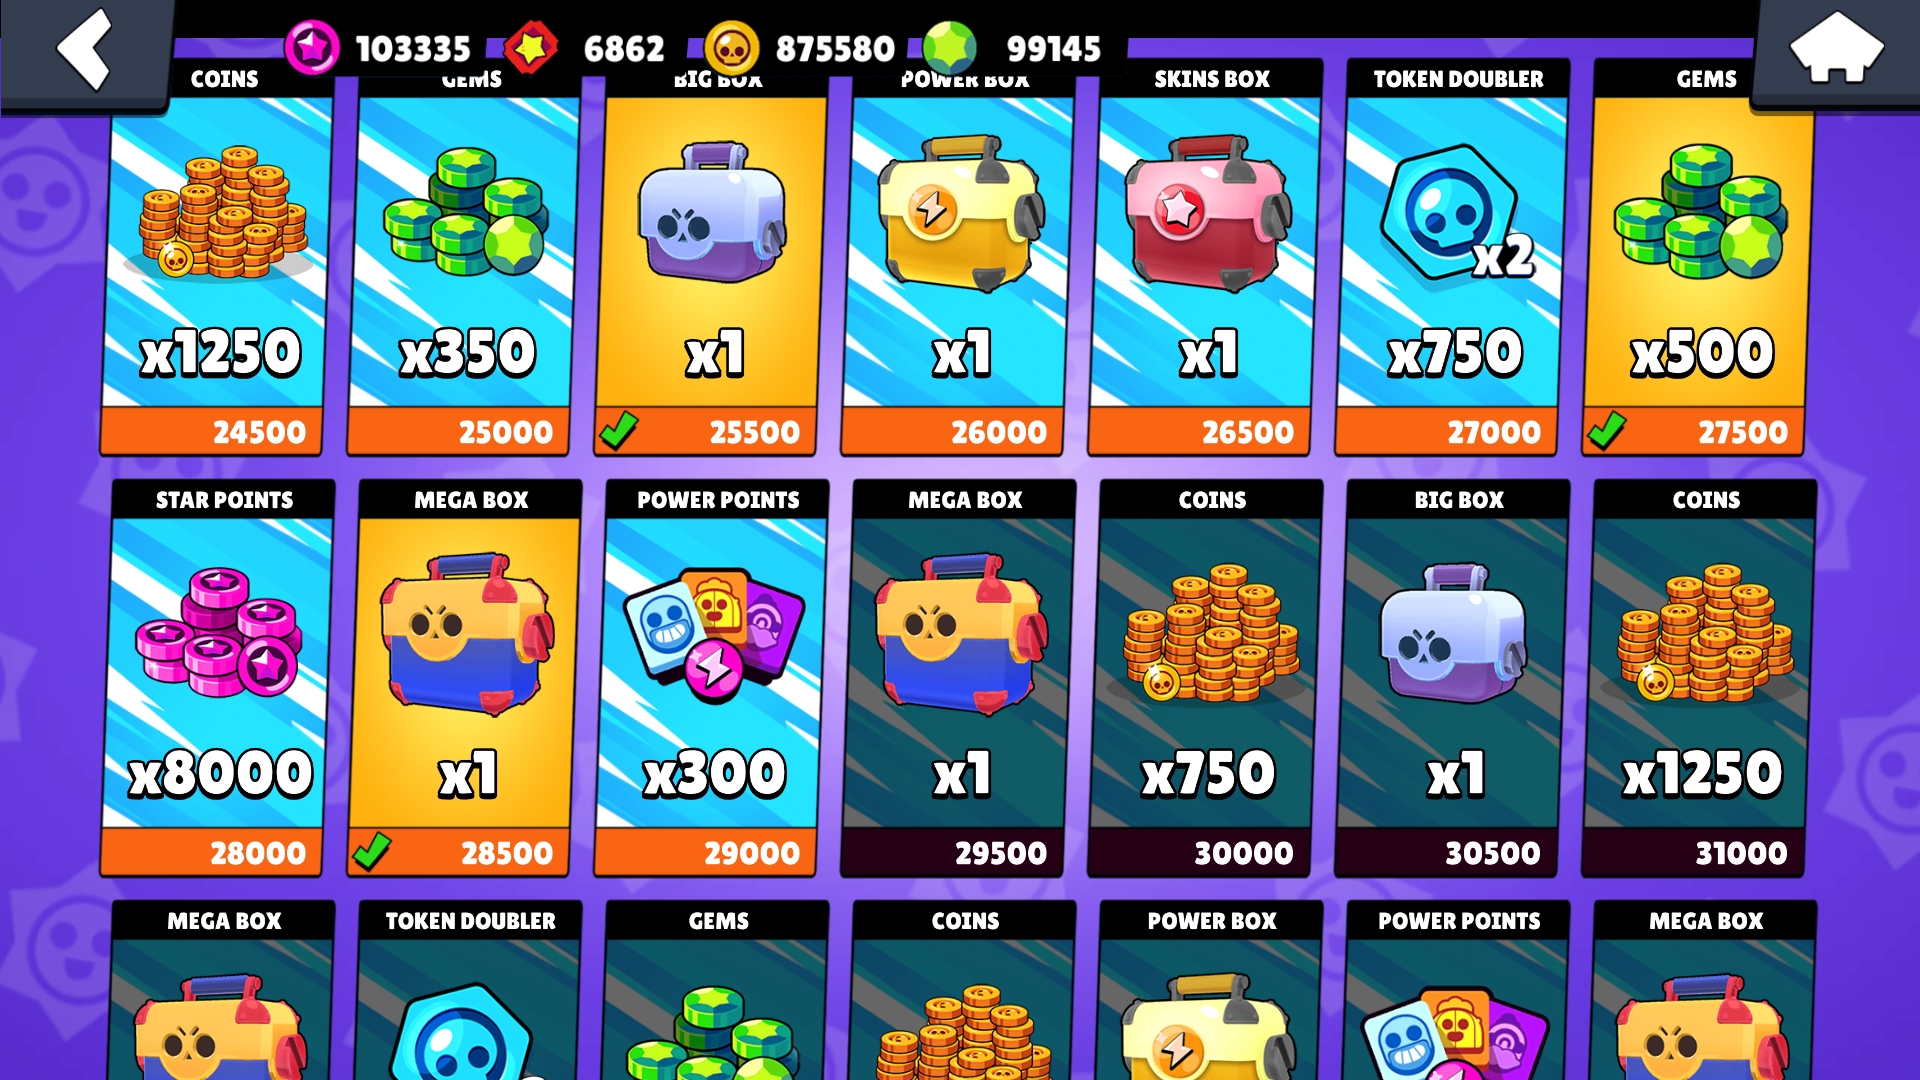 103335 6862 875580 99145
COINS GEMS BIG BOX POWER BOX SKINS BOX TOKEN DOUBLER GEMS
x2
x1250 x350 x1 x1 x1 x750 x500
24500 25000 25500 26000 26500 27000 27500
STAR POINTS MEGA BOX POWER POINTS MEGA BOX COINS BIG BOX COINS
x8000 x1 x300 x1 x750 x1 x1250
28000 28500 29000 29500 30000 30500 31000
MEGA BOX TOKEN DOUBLER GEMS COINS POWER BOX POWER POINTS MEGA BOX